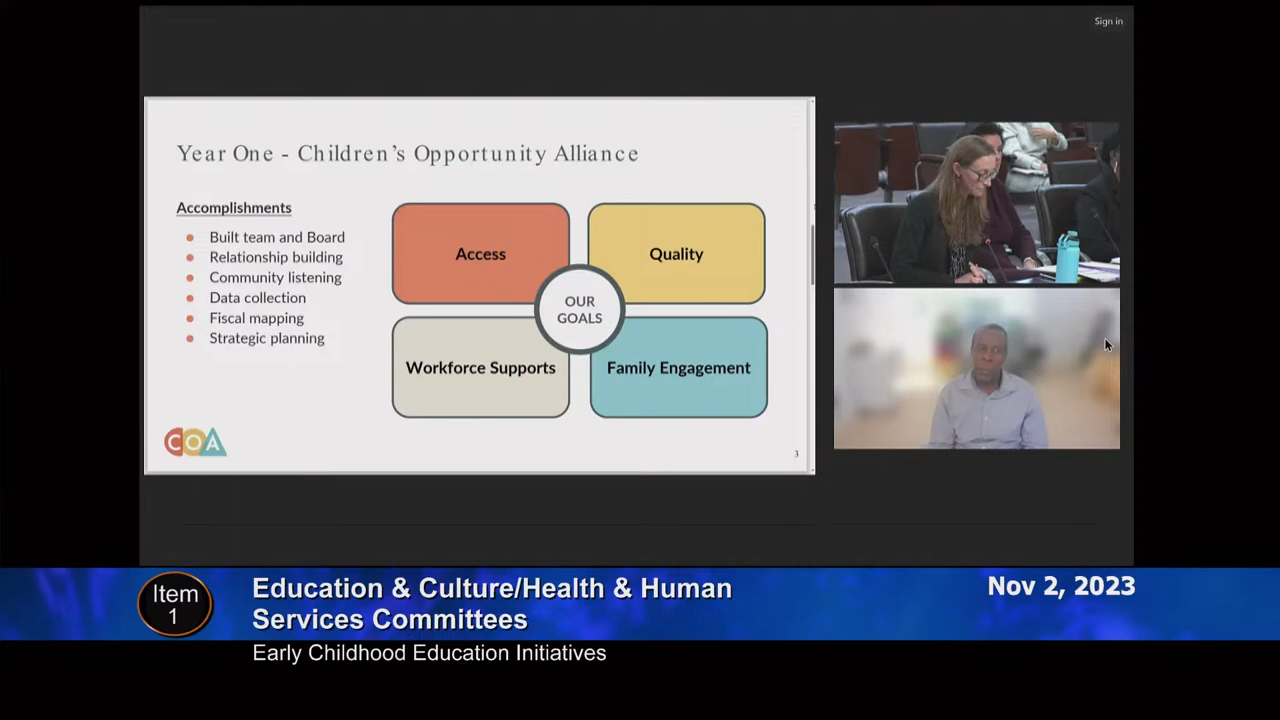 Sign in
Year One - Children's Opportunity Alliance
Accomplishments
Built team and Board
Relationship building
Community listening
Data collection
Fiscal mapping
Strategic planning
Access
Quality
OUR
GOALS
Workforce Supports
Family Engagement
COA
3
Item
1
Education & Culture/Health & Human
Services Committees
Nov 2, 2023
Early Childhood Education Initiatives